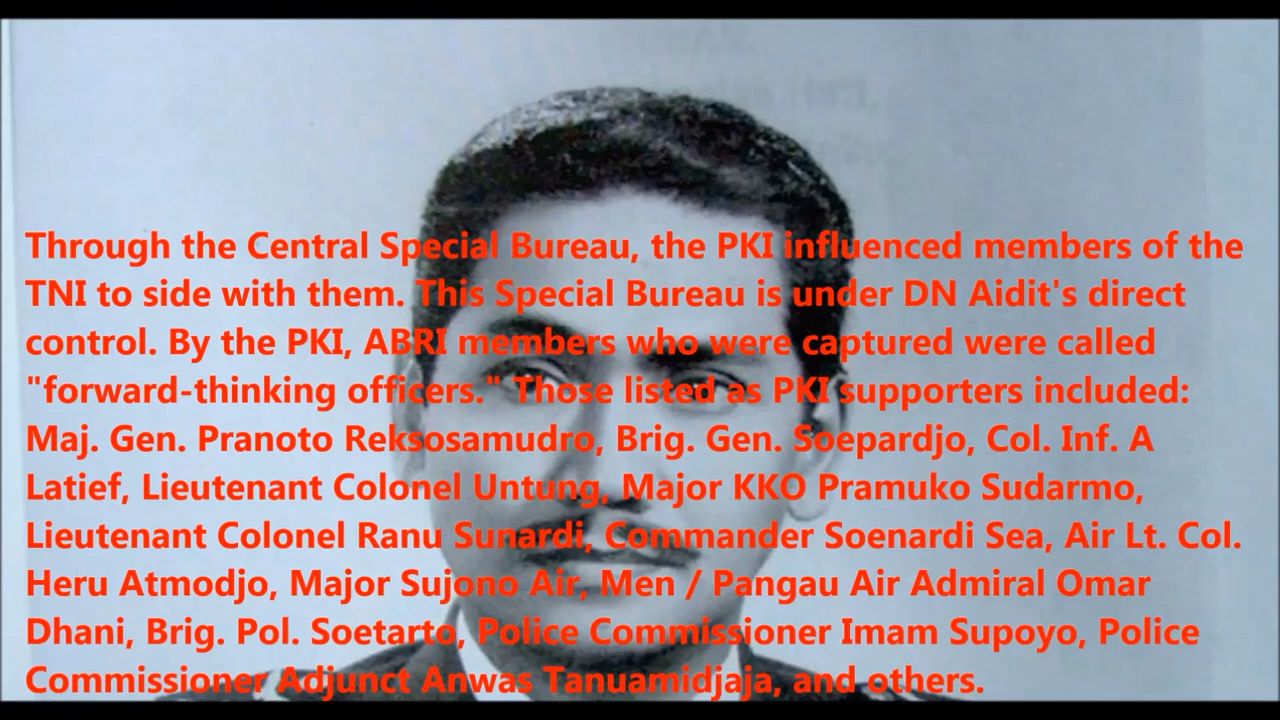 Through the Central Special Bureau, the PKI influenced members of the
TNI to side with them. This Special Bureau is under DN Aidit's direct
control. By the PKI, ABRI members who were captured were called
"forward-thinking officers." Those listed as PKI supporters included:
Maj. Gen. Pranoto Reksosamudro, Brig. Gen. Soepardjo, Col. Inf. A
Latief, Lieutenant Colonel Untung, Major KKO Pramuko Sudarmo,
Lieutenant Colonel Ranu Sunardi, Commander Soenardi Sea, Air Lt. Col.
Heru Atmodjo, Major Sujono Air, Men / Pangau Air Admiral Omar
Dhani, Brig. Pol. Soetarto, Police Commissioner Imam Supoyo, Police
Commissioner Adjunct Anwas Tanuamidjaja, and others.